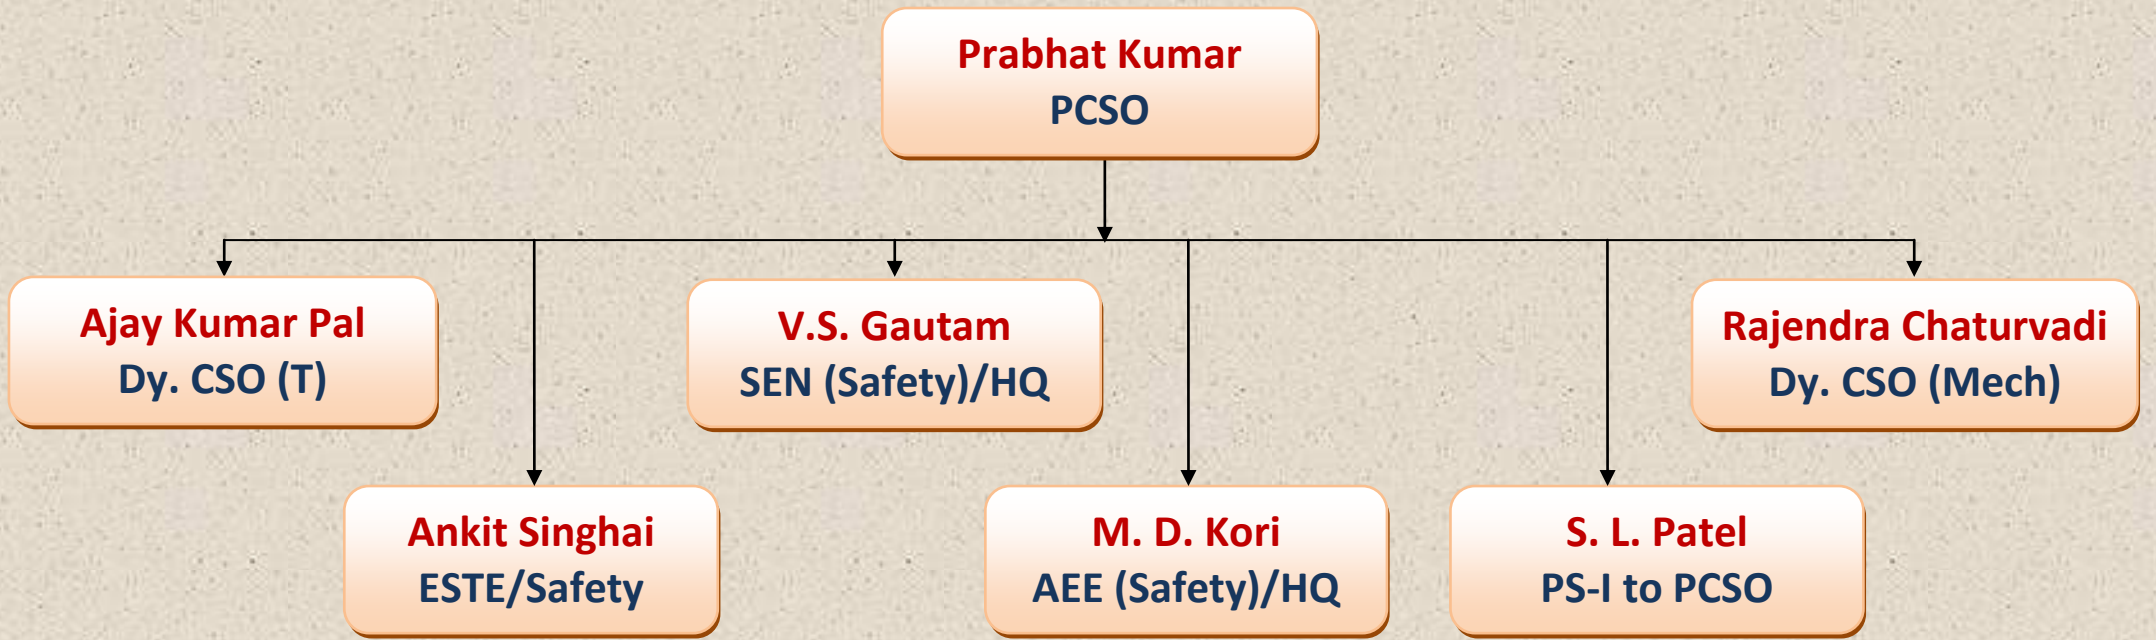 Prabhat Kumar
PCSO
Ajay Kumar Pal
Dy. CSO (T)
V.S. Gautam
SEN (Safety)/HQ
Rajendra Chaturvadi
Dy. CSO (Mech)
Ankit Singhai
ESTE/Safety
M. D. Kori
AEE (Safety)/HQ
S. L. Patel
PS-I to PCSO